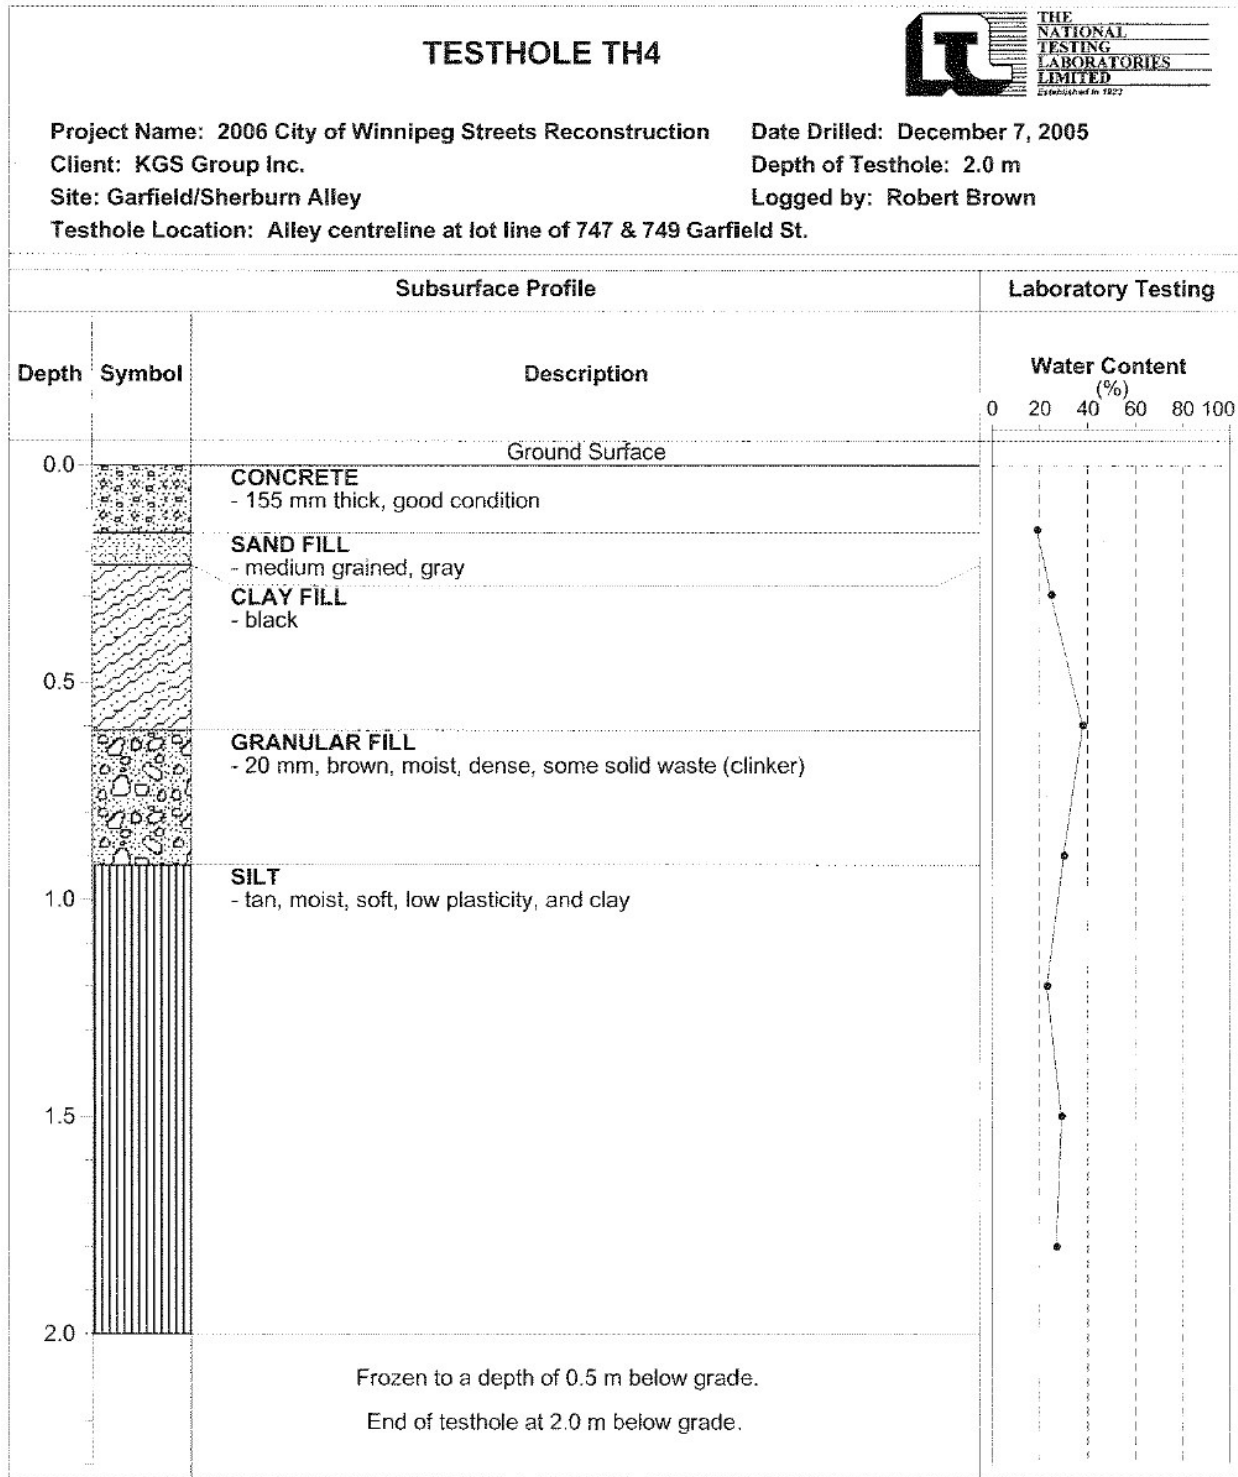 TESTHOLE TH4
THE
NATIONAL
TESTING
LABORATORIES
LIMITED
Established in 1923
Project Name: 2006 City of Winnipeg Streets Reconstruction
Date Drilled: December 7, 2005
Client: KGS Group Inc.
Depth of Testhole: 2.0 m
Site: Garfield/Sherburn Alley
Logged by: Robert Brown
Testhole Location: Alley centreline at lot line of 747 & 749 Garfield St.
Subsurface Profile
Laboratory Testing
Depth
Symbol
Description
Water Content
(%)
0 20 40 60 80 100
Ground Surface
0.0
CONCRETE
- 155 mm thick, good condition
SAND FILL
- medium grained, gray
CLAY FILL
- black
0.5
GRANULAR FILL
- 20 mm, brown, moist, dense, some solid waste (clinker)
SILT
1.0
- tan, moist, soft, low plasticity, and clay
1.5
2.0
Frozen to a depth of 0.5 m below grade.
End of testhole at 2.0 m below grade.